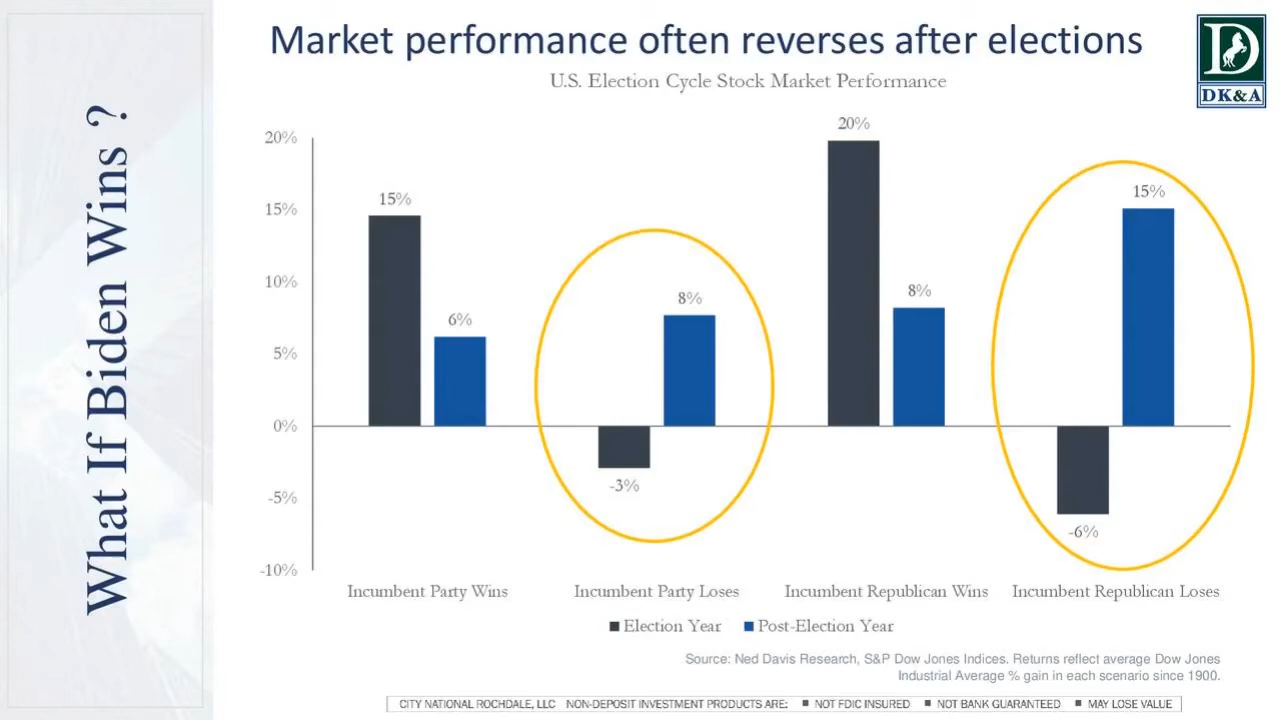 What If Biden Wins ?
Market performance often reverses after elections
D
DK&A
U.S. Election Cycle Stock Market Performance
20%
15%
10%
5%
0%
-5%
-10%
15%
6%
-3%
8%
20%
8%
-6%
15%
Incumbent Party Wins
Incumbent Party Loses
Incumbent Republican Wins
Incumbent Republican Loses
Election Year
Post-Election Year
Source: Ned Davis Research, S&P Dow Jones Indices. Returns reflect average Dow Jones
Industrial Average % gain in each scenario since 1900.
CITY NATIONAL ROCHDALE, LLC NON-DEPOSIT INVESTMENT PRODUCTS ARE: ■ NOT FDIC INSURED ■ NOT BANK GUARANTEED ■ MAY LOSE VALUE